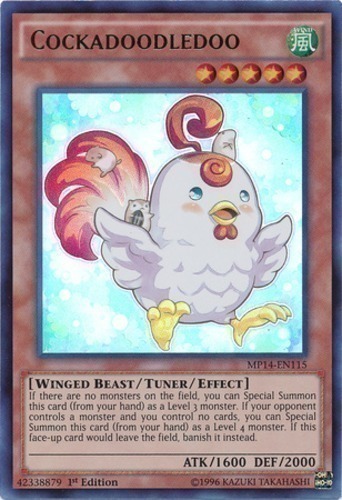 COCKADOODLEDOO
WIND
風
MP14-EN115
[WINGED BEAST/TUNER/EFFECT]
If there are no monsters on the field, you can Special Summon
this card (from your hand) as a Level 3 monster. If your opponent
controls a monster and you control no cards, you can Special
Summon this card (from your hand) as a Level 4 monster. If this
face-up card would leave the field, banish it instead.
ATK/1600 DEF/2000
42338879 1st Edition ©1996 KAZUKI TAKAHASHI